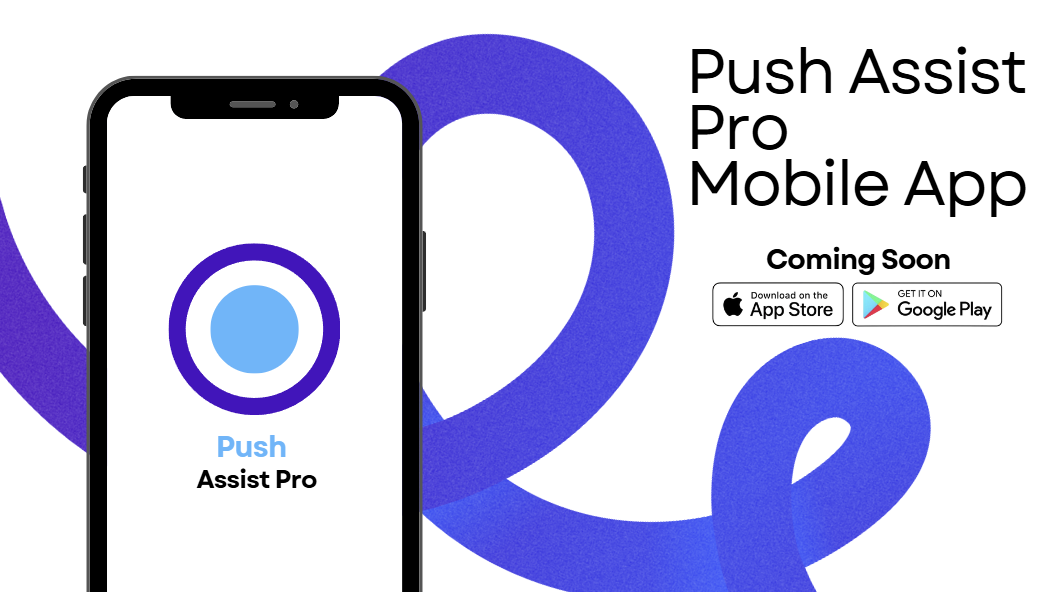 Push Assist
Pro
Mobile App
Coming Soon
Download on the
App Store
GET IT ON
Google Play
Push
Assist Pro